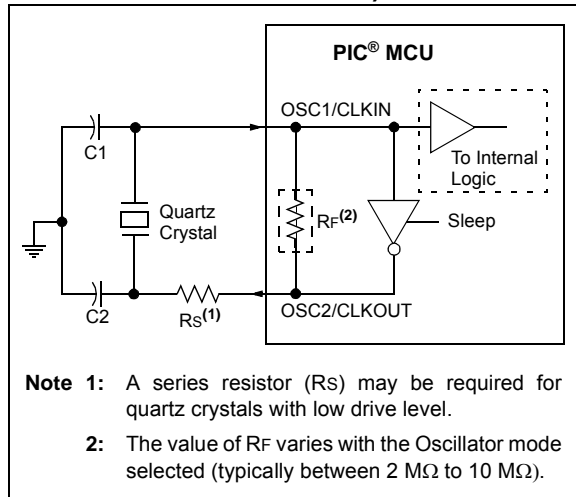 PIC® MCU
OSC1/CLKIN
C1
To Internal
Logic
Quartz
Crystal
RF(2)
Sleep
C2
RS(1)
OSC2/CLKOUT
Note 1: A series resistor (RS) may be required for
quartz crystals with low drive level.
2: The value of RF varies with the Oscillator mode
selected (typically between 2 MΩ to 10 MΩ).